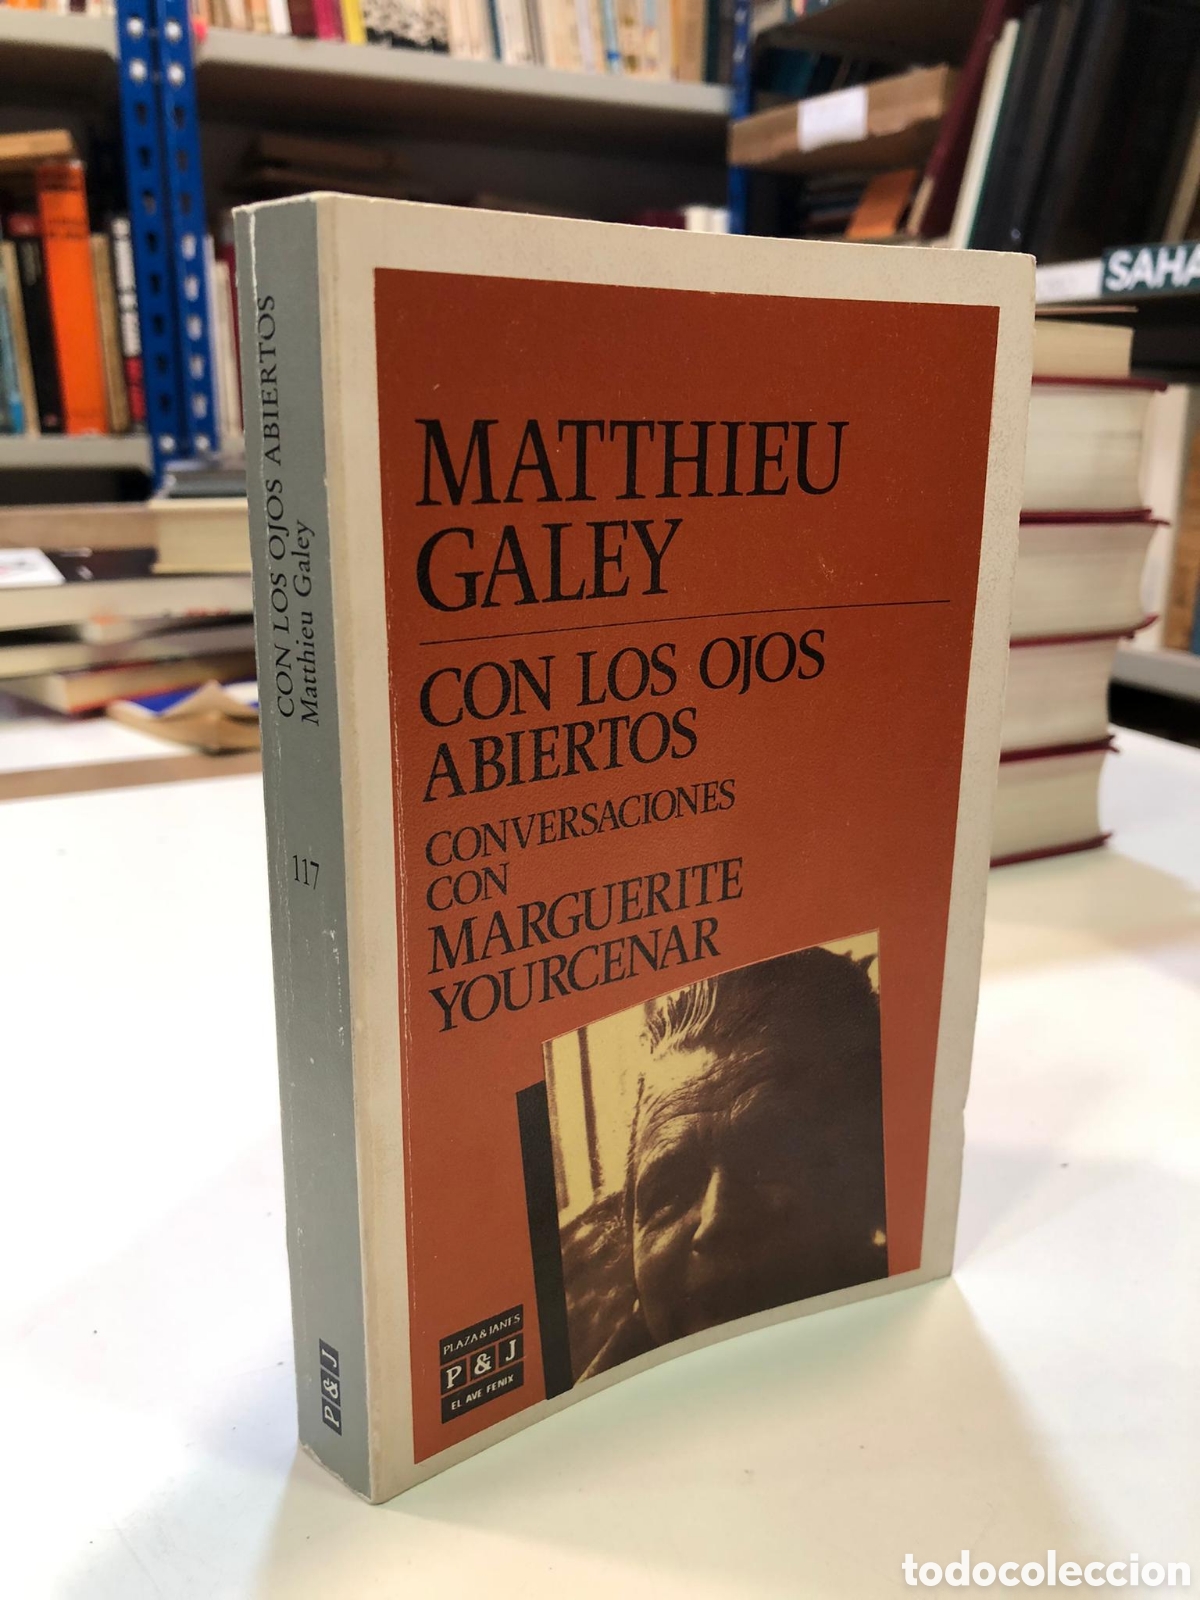 MATTHIEU
GALEY
CON LOS OJOS
ABIERTOS
CONVERSACIONES
CON
MARGUERITE
YOURCENAR
PLAZA & JANES
P & J
EL AVE FENIX
CON LOS OJOS ABIERTOS
Matthieu Galey
117
P & J
SAHA
todocoleccion